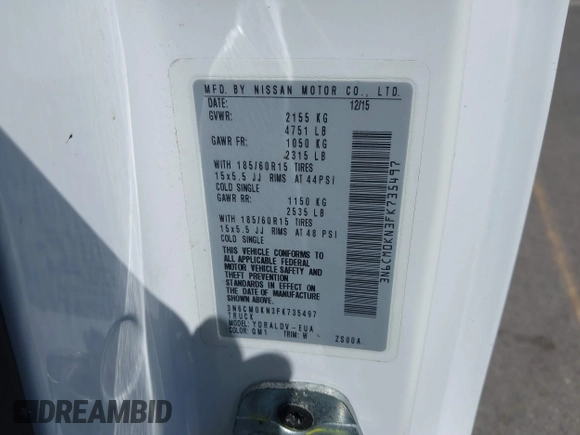 MFD. BY NISSAN MOTOR CO., LTD.
DATE: 12/15
GVWR: 2155 KG
4751 LB
GAWR FR: 1050 KG
2315 LB
WITH 185/60R15 TIRES
15x5.5 JJ RIMS AT 44PSI
COLD SINGLE
GAWR RR: 1150 KG
2535 LB
WITH 185/60R15 TIRES
15x5.5 JJ RIMS AT 48 PSI
COLD SINGLE
THIS VEHICLE CONFORMS TO
ALL APPLICABLE FEDERAL
MOTOR VEHICLE SAFETY AND
THEFT PREVENTION
STANDARDS IN EFFECT ON
THE DATE OF MANUFACTURE
SHOWN ABOVE.
3N6CM0KN3FK735497
TRUCK
MODEL: YDRALDV-EUA
COLOR: QM1 TRIM: W 2S00A
3N6CM0KN3FK735497
DREAMBID